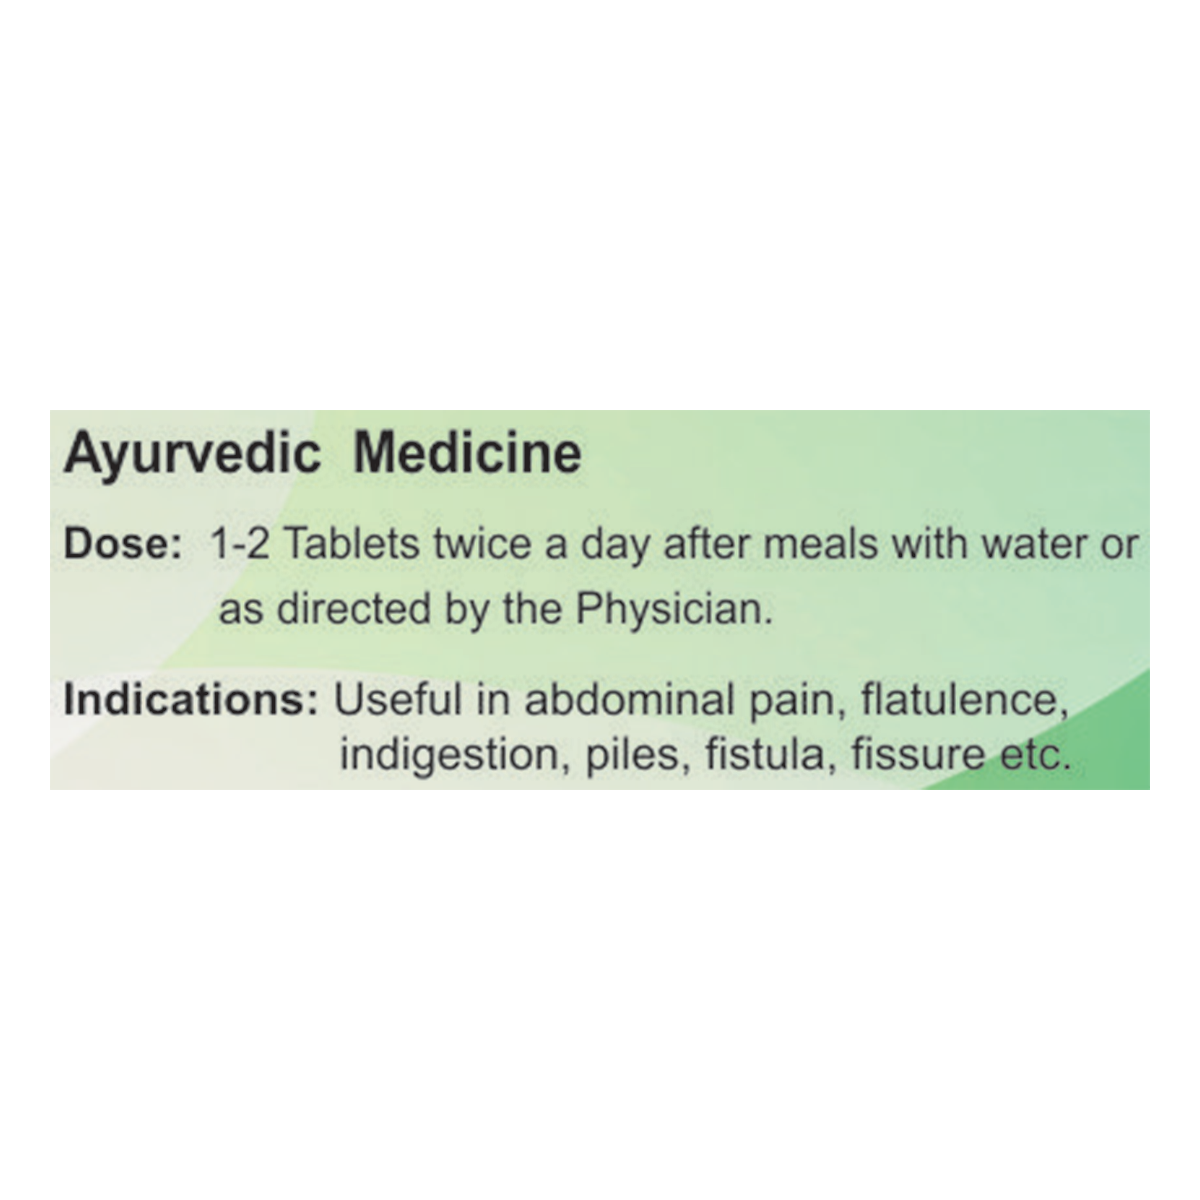 Ayurvedic Medicine
Dose: 1-2 Tablets twice a day after meals with water or
as directed by the Physician.
Indications: Useful in abdominal pain, flatulence,
indigestion, piles, fistula, fissure etc.